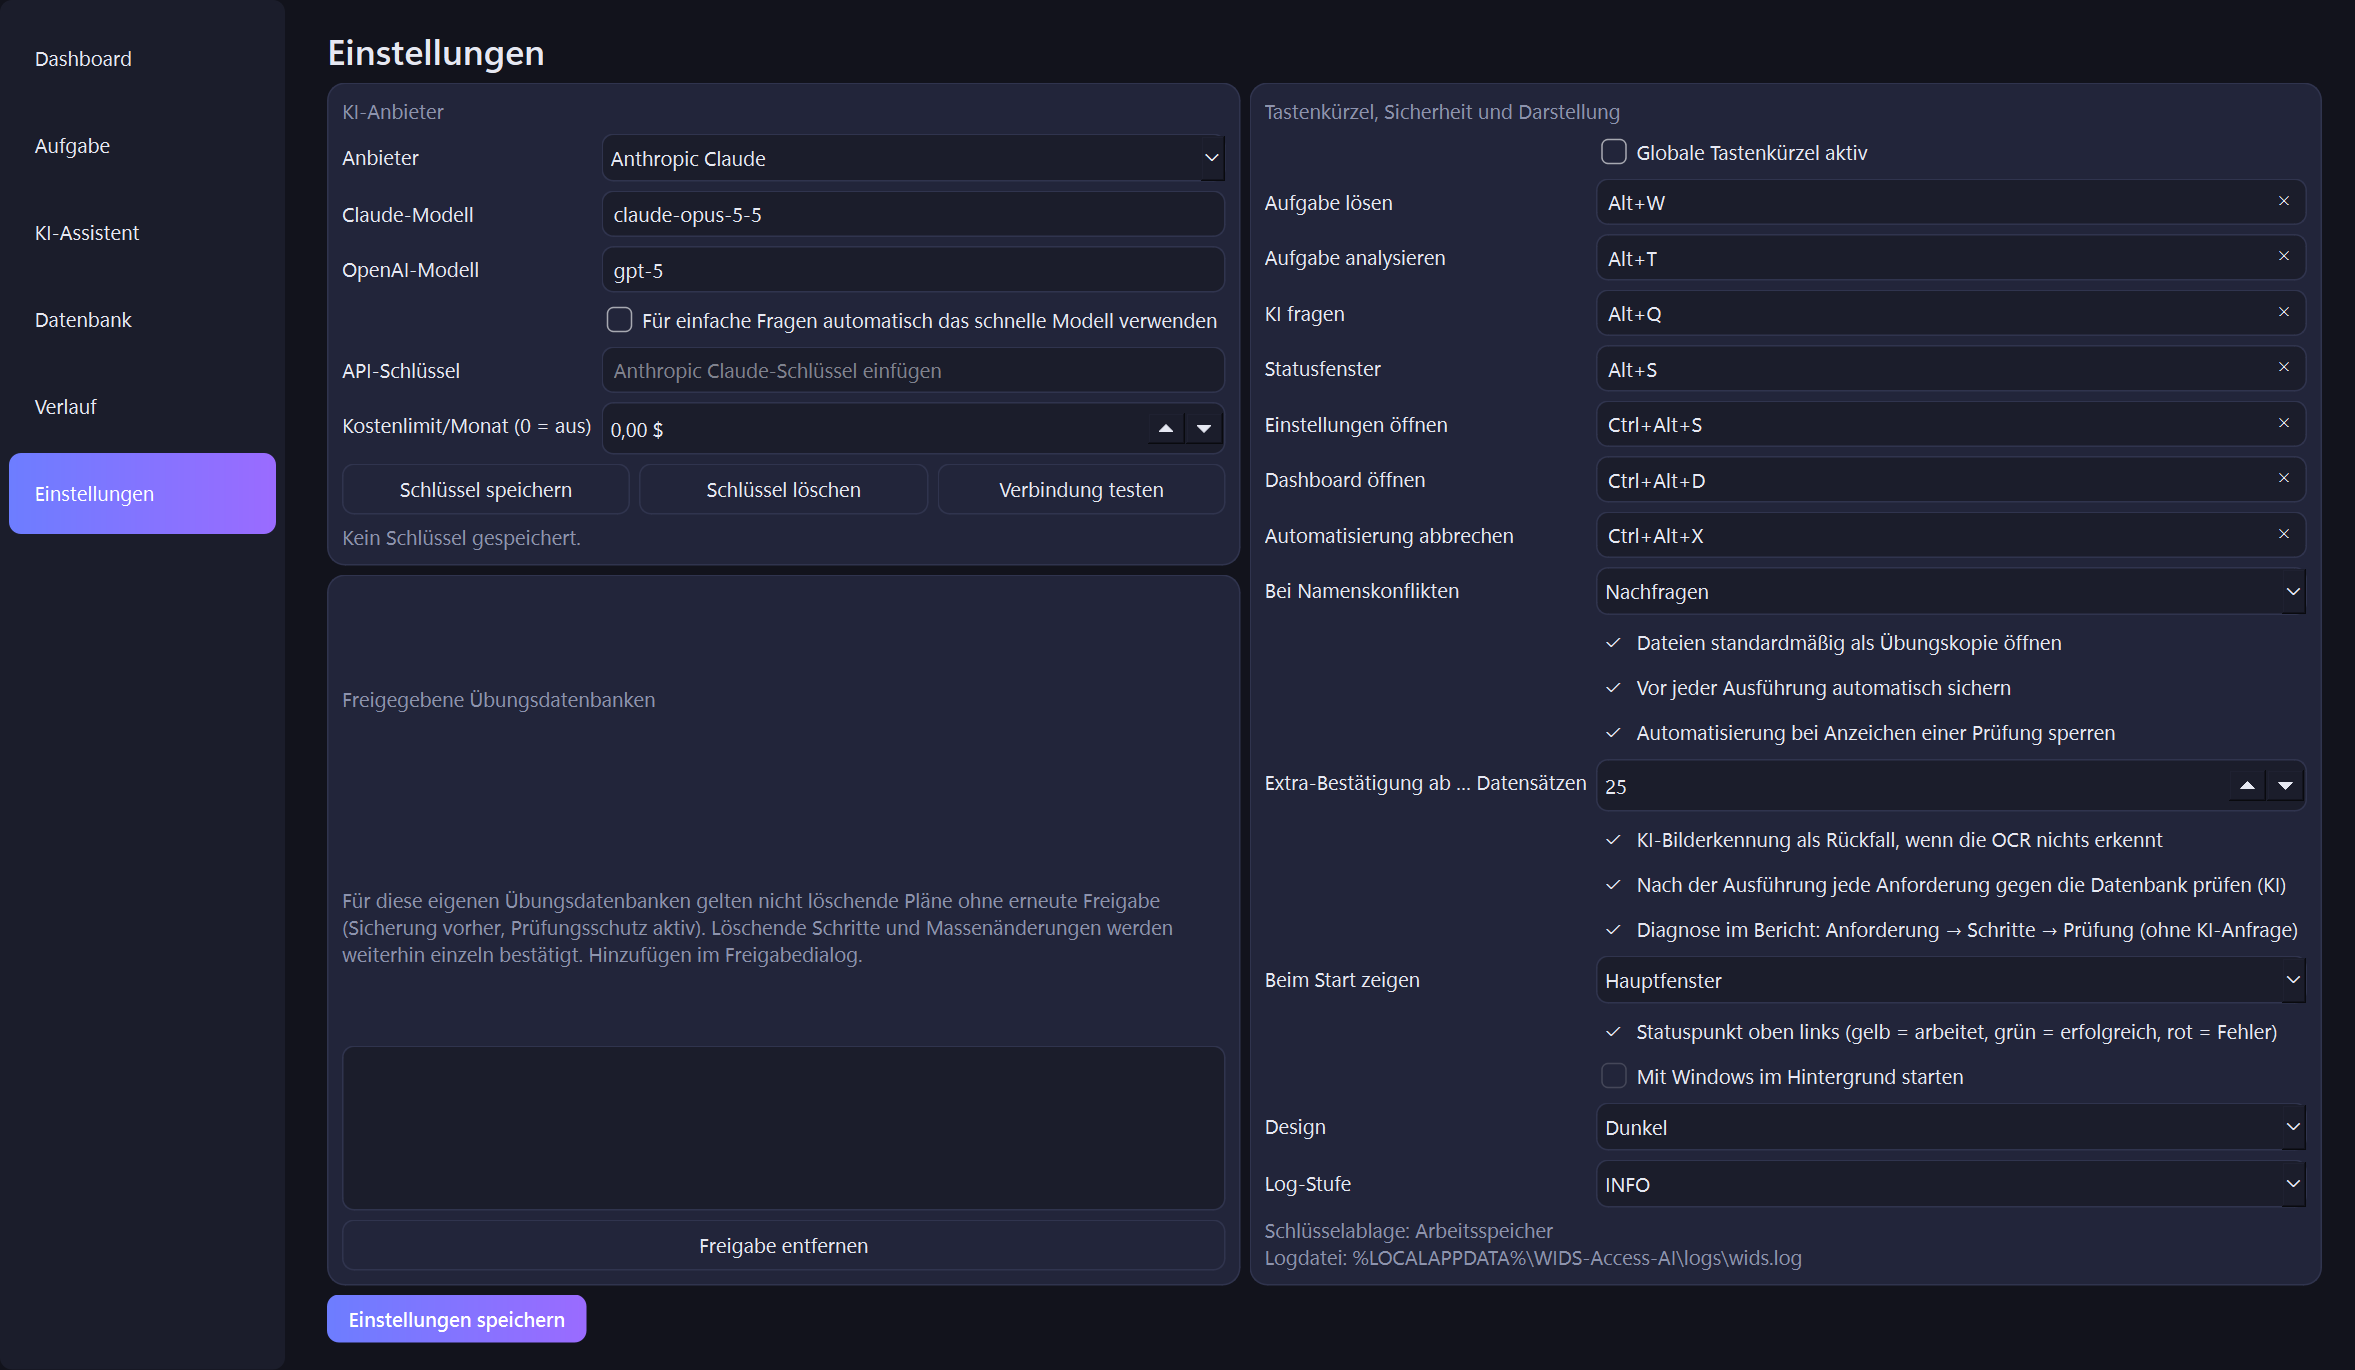 Dashboard
Aufgabe
KI-Assistent
Datenbank
Verlauf
Einstellungen
Einstellungen
KI-Anbieter
Anbieter
Anthropic Claude
Claude-Modell
claude-opus-5-5
OpenAI-Modell
gpt-5
Für einfache Fragen automatisch das schnelle Modell verwenden
API-Schlüssel
Anthropic Claude-Schlüssel einfügen
Kostenlimit/Monat (0 = aus)
0,00 $
Schlüssel speichern
Schlüssel löschen
Verbindung testen
Kein Schlüssel gespeichert.
Freigegebene Übungsdatenbanken
Für diese eigenen Übungsdatenbanken gelten nicht löschende Pläne ohne erneute Freigabe
(Sicherung vorher, Prüfungsschutz aktiv). Löschende Schritte und Massenänderungen werden
weiterhin einzeln bestätigt. Hinzufügen im Freigabedialog.
Freigabe entfernen
Einstellungen speichern
Tastenkürzel, Sicherheit und Darstellung
Globale Tastenkürzel aktiv
Aufgabe lösen
Alt+W
Aufgabe analysieren
Alt+T
KI fragen
Alt+Q
Statusfenster
Alt+S
Einstellungen öffnen
Ctrl+Alt+S
Dashboard öffnen
Ctrl+Alt+D
Automatisierung abbrechen
Ctrl+Alt+X
Bei Namenskonflikten
Nachfragen
Dateien standardmäßig als Übungskopie öffnen
Vor jeder Ausführung automatisch sichern
Automatisierung bei Anzeichen einer Prüfung sperren
Extra-Bestätigung ab ... Datensätzen
25
KI-Bilderkennung als Rückfall, wenn die OCR nichts erkennt
Nach der Ausführung jede Anforderung gegen die Datenbank prüfen (KI)
Diagnose im Bericht: Anforderung → Schritte → Prüfung (ohne KI-Anfrage)
Beim Start zeigen
Hauptfenster
Statuspunkt oben links (gelb = arbeitet, grün = erfolgreich, rot = Fehler)
Mit Windows im Hintergrund starten
Design
Dunkel
Log-Stufe
INFO
Schlüsselablage: Arbeitsspeicher
Logdatei: %LOCALAPPDATA%\WIDS-Access-AI\logs\wids.log